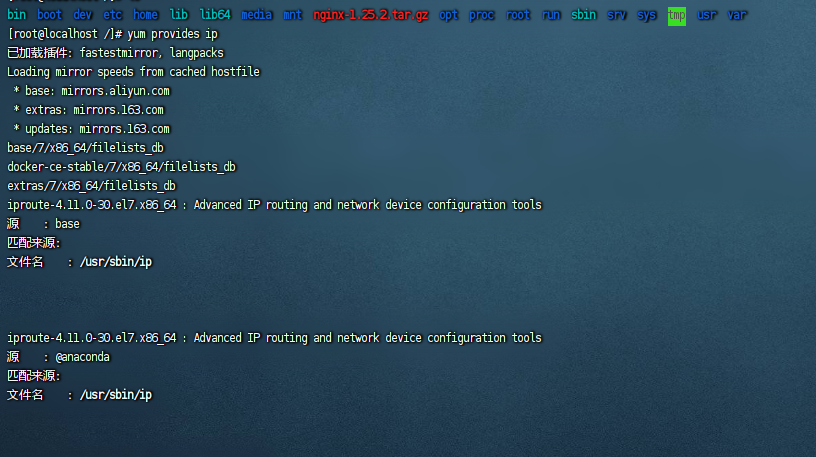 bin boot dev etc home lib lib64 media mnt nginx-1.25.2.tar.gz opt proc root run sbin srv sys tmp usr var
[root@localhost /]# yum provides ip
已加载插件: fastestmirror, langpacks
Loading mirror speeds from cached hostfile
* base: mirrors.aliyun.com
* extras: mirrors.163.com
* updates: mirrors.163.com
base/7/x86_64/filelists_db
docker-ce-stable/7/x86_64/filelists_db
extras/7/x86_64/filelists_db
iproute-4.11.0-30.el7.x86_64 : Advanced IP routing and network device configuration tools
源 : base
匹配来源:
文件名 : /usr/sbin/ip
iproute-4.11.0-30.el7.x86_64 : Advanced IP routing and network device configuration tools
源 : @anaconda
匹配来源:
文件名 : /usr/sbin/ip